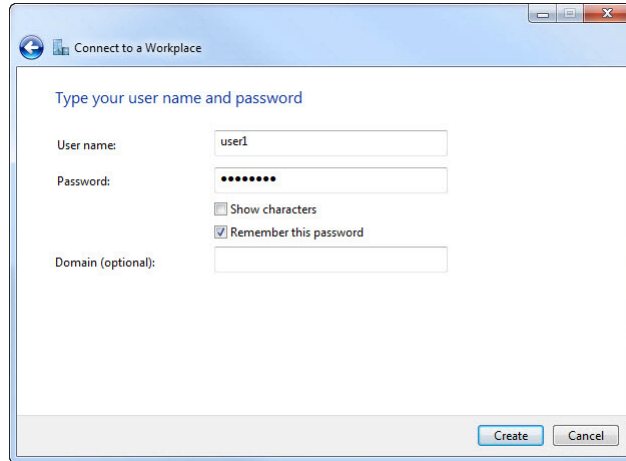 Connect to a Workplace
Type your user name and password
User name: user1
Password: ••••••••
Show characters
Remember this password
Domain (optional):
Create Cancel